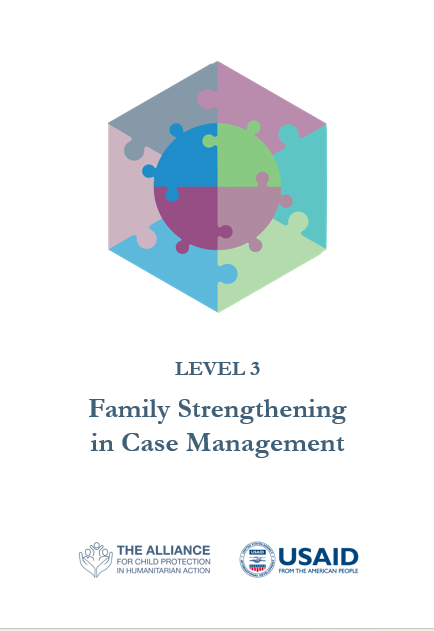 LEVEL 3
Family Strengthening
in Case Management
THE ALLIANCE
FOR CHILD PROTECTION
IN HUMANITARIAN ACTION
USAID
USAID
FROM THE AMERICAN PEOPLE